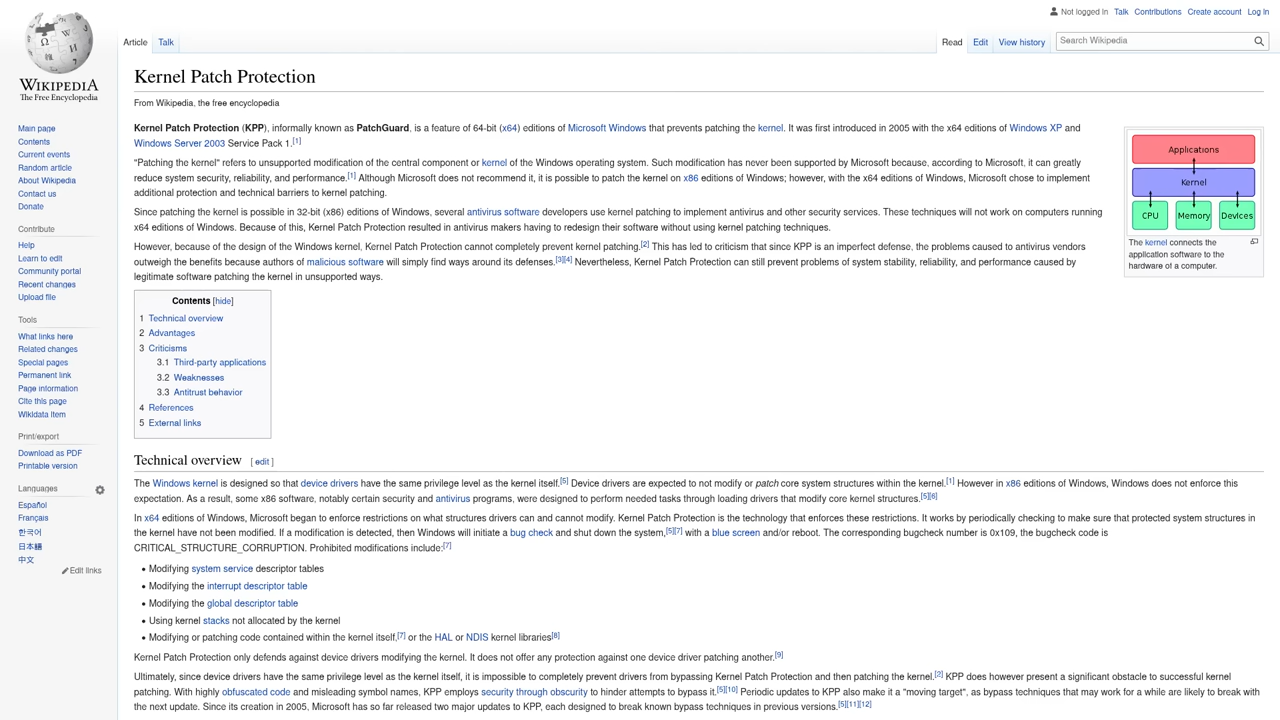 Not logged in Talk Contributions Create account Log in
Article Talk Read Edit View history Search Wikipedia
WIKIPEDIA
The Free Encyclopedia
Main page
Contents
Current events
Random article
About Wikipedia
Contact us
Donate
Contribute
Help
Learn to edit
Community portal
Recent changes
Upload file
Tools
What links here
Related changes
Special pages
Permanent link
Page information
Cite this page
Wikidata item
Print/export
Download as PDF
Printable version
Languages
Español
Français
한국어
日本語
中文
Edit links
Kernel Patch Protection
From Wikipedia, the free encyclopedia
Kernel Patch Protection (KPP), informally known as PatchGuard, is a feature of 64-bit (x64) editions of Microsoft Windows that prevents patching the kernel. It was first introduced in 2005 with the x64 editions of Windows XP and
Windows Server 2003 Service Pack 1.[1]
"Patching the kernel" refers to unsupported modification of the central component or kernel of the Windows operating system. Such modification has never been supported by Microsoft because, according to Microsoft, it can greatly
reduce system security, reliability, and performance.[1] Although Microsoft does not recommend it, it is possible to patch the kernel on x86 editions of Windows; however, with the x64 editions of Windows, Microsoft chose to implement
additional protection and technical barriers to kernel patching.
Since patching the kernel is possible in 32-bit (x86) editions of Windows, several antivirus software developers use kernel patching to implement antivirus and other security services. These techniques will not work on computers running
x64 editions of Windows. Because of this, Kernel Patch Protection resulted in antivirus makers having to redesign their software without using kernel patching techniques.
However, because of the design of the Windows kernel, Kernel Patch Protection cannot completely prevent kernel patching.[2] This has led to criticism that since KPP is an imperfect defense, the problems caused to antivirus vendors
outweigh the benefits because authors of malicious software will simply find ways around its defenses.[3][4] Nevertheless, Kernel Patch Protection can still prevent problems of system stability, reliability, and performance caused by
legitimate software patching the kernel in unsupported ways.
Applications
Kernel
CPU Memory Devices
The kernel connects the
application software to the
hardware of a computer.
Contents [hide]
1 Technical overview
2 Advantages
3 Criticisms
3.1 Third-party applications
3.2 Weaknesses
3.3 Antitrust behavior
4 References
5 External links
Technical overview [ edit ]
The Windows kernel is designed so that device drivers have the same privilege level as the kernel itself.[5] Device drivers are expected to not modify or patch core system structures within the kernel.[1] However in x86 editions of Windows, Windows does not enforce this
expectation. As a result, some x86 software, notably certain security and antivirus programs, were designed to perform needed tasks through loading drivers that modify core kernel structures.[5][6]
In x64 editions of Windows, Microsoft began to enforce restrictions on what structures drivers can and cannot modify. Kernel Patch Protection is the technology that enforces these restrictions. It works by periodically checking to make sure that protected system structures in
the kernel have not been modified. If a modification is detected, then Windows will initiate a bug check and shut down the system,[5][7] with a blue screen and/or reboot. The corresponding bugcheck number is 0x109, the bugcheck code is
CRITICAL_STRUCTURE_CORRUPTION. Prohibited modifications include:[7]
• Modifying system service descriptor tables
• Modifying the interrupt descriptor table
• Modifying the global descriptor table
• Using kernel stacks not allocated by the kernel
• Modifying or patching code contained within the kernel itself,[7] or the HAL or NDIS kernel libraries[8]
Kernel Patch Protection only defends against device drivers modifying the kernel. It does not offer any protection against one device driver patching another.[9]
Ultimately, since device drivers have the same privilege level as the kernel itself, it is impossible to completely prevent drivers from bypassing Kernel Patch Protection and then patching the kernel.[2] KPP does however present a significant obstacle to successful kernel
patching. With highly obfuscated code and misleading symbol names, KPP employs security through obscurity to hinder attempts to bypass it.[5][10] Periodic updates to KPP also make it a "moving target", as bypass techniques that may work for a while are likely to break with
the next update. Since its creation in 2005, Microsoft has so far released two major updates to KPP, each designed to break known bypass techniques in previous versions.[5][11][12]